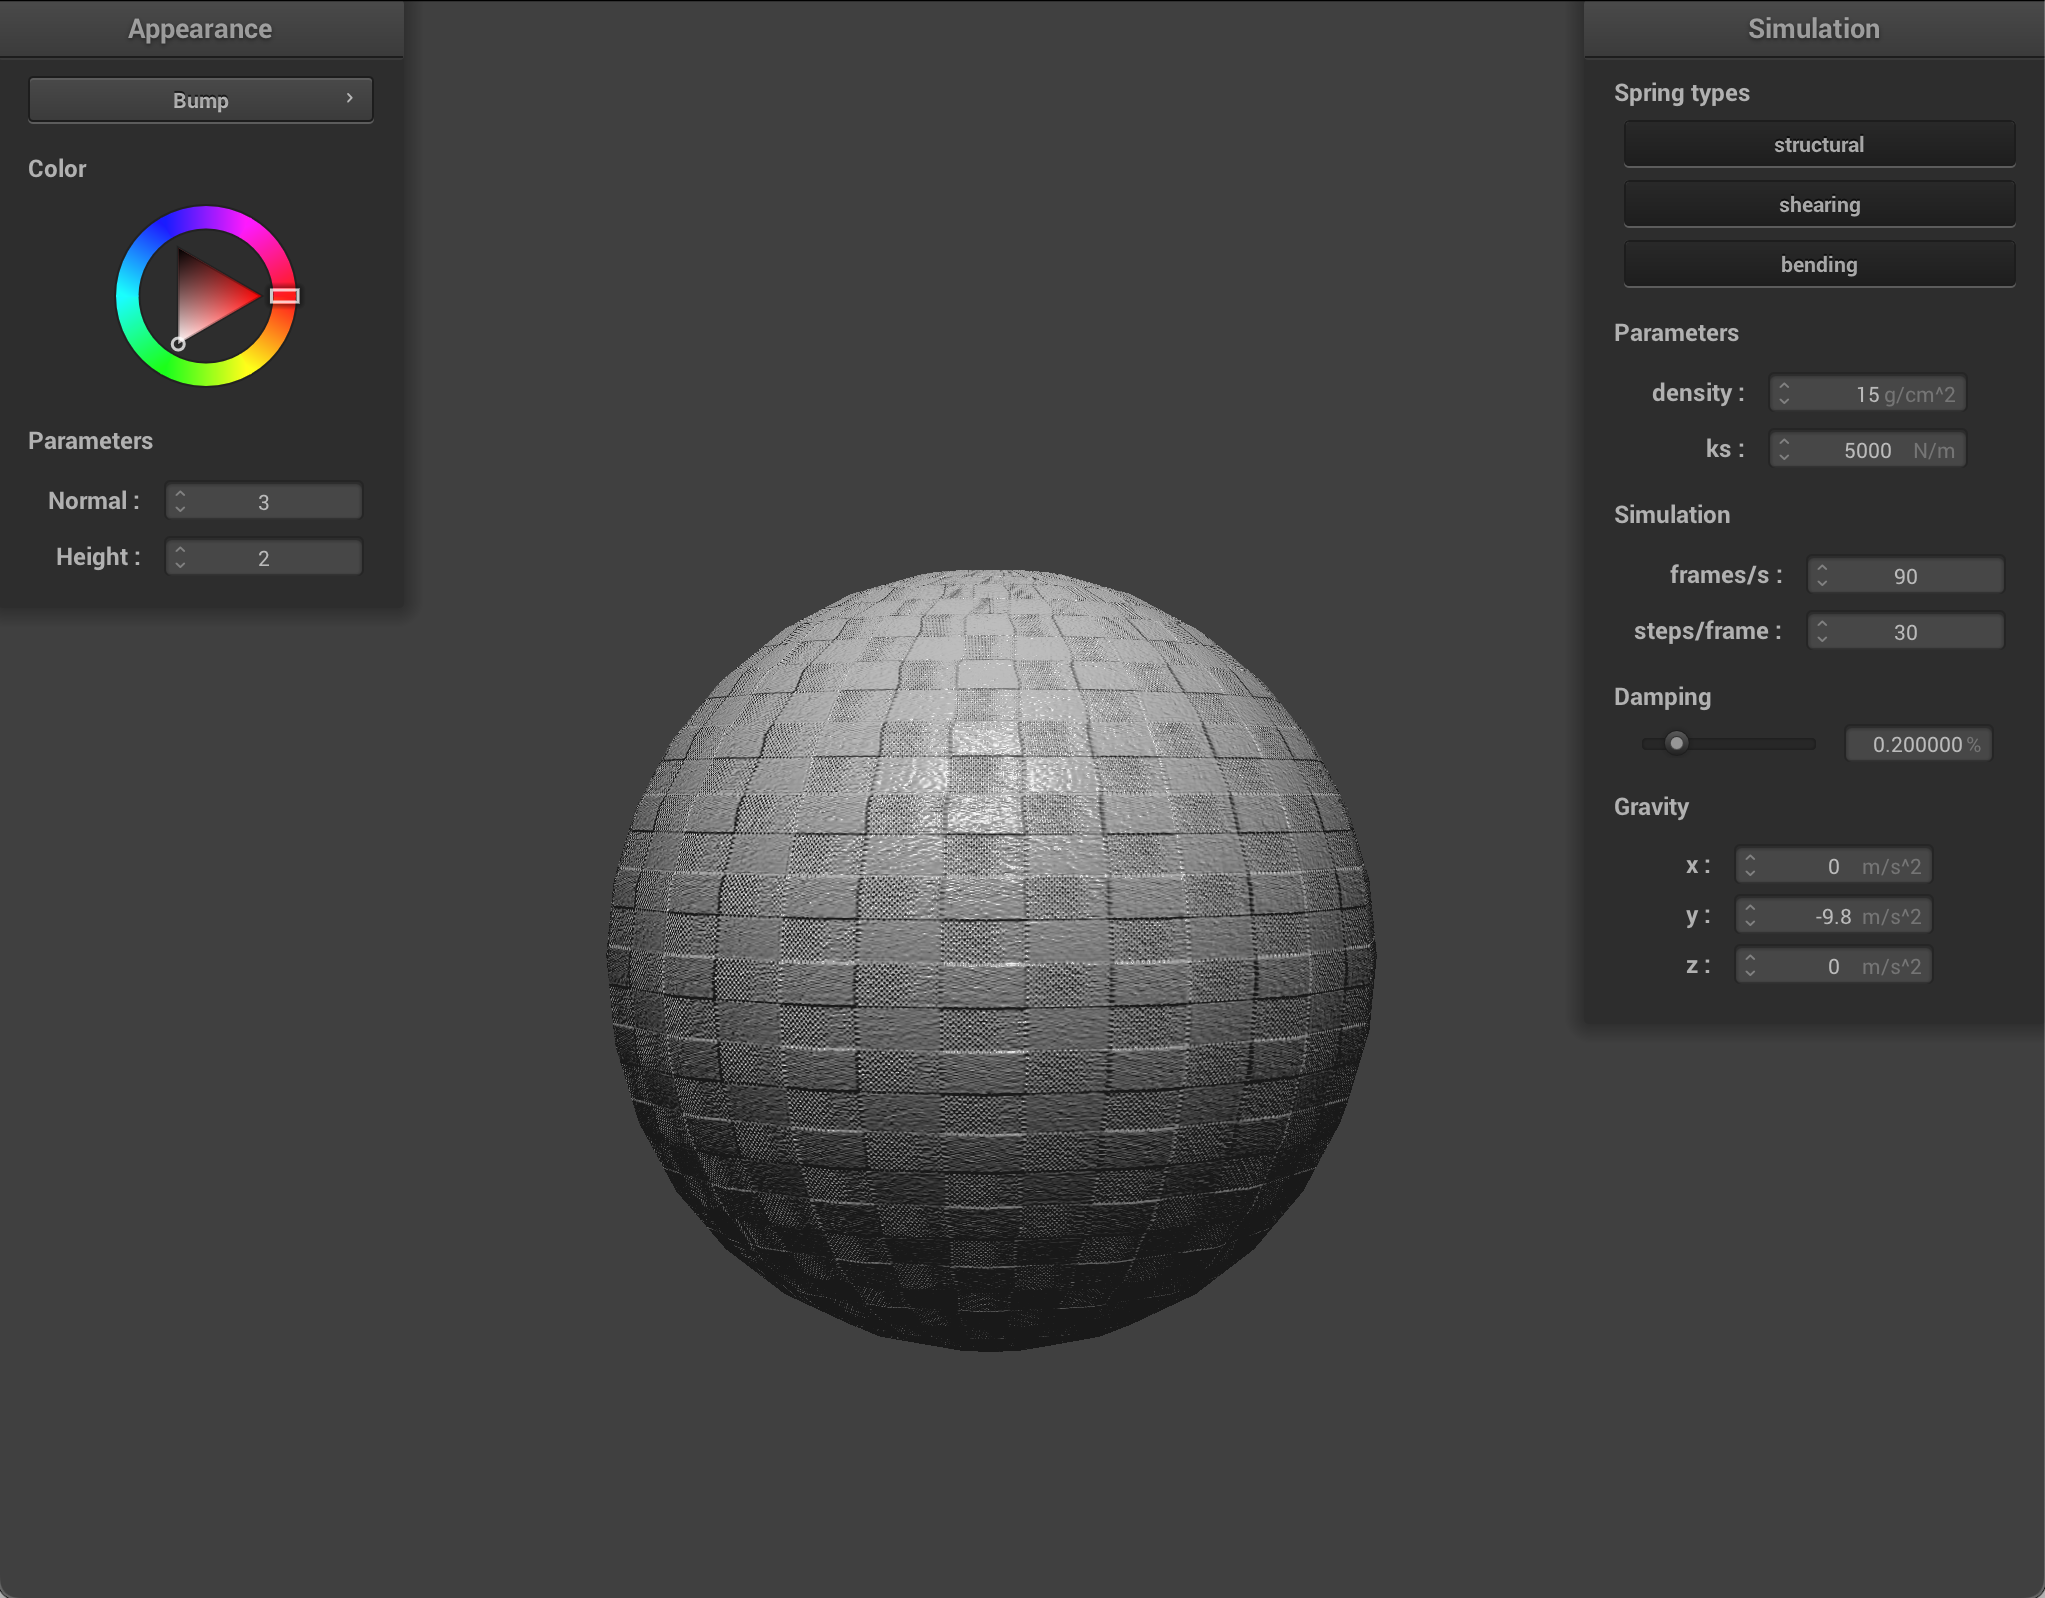 Appearance
Bump
Color
Parameters
Normal : 3
Height : 2
Simulation
Spring types
structural
shearing
bending
Parameters
density : 15 g/cm^2
ks : 5000 N/m
Simulation
frames/s : 90
steps/frame : 30
Damping
0.200000 %
Gravity
x : 0 m/s^2
y : -9.8 m/s^2
z : 0 m/s^2